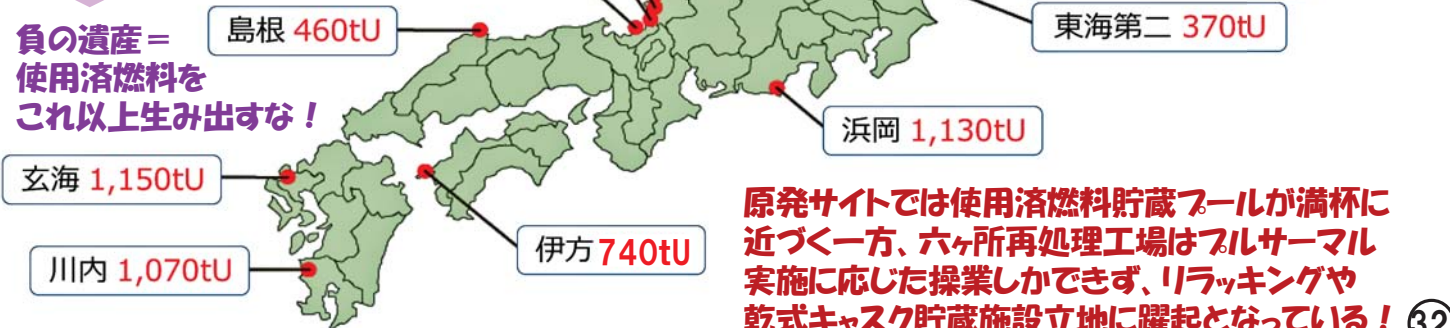 負の遺産=
使用済燃料を
これ以上生み出すな!
島根 460tU
東海第二 370tU
浜岡 1,130tU
玄海 1,150tU
伊方 740tU
川内 1,070tU
原発サイトでは使用済燃料貯蔵プールが満杯に
近づく一方、六ヶ所再処理工場はプルサーマル
実施に応じた操業しかできず、リラッキングや
乾式キャスク貯蔵施設立地に躍起となっている!
32